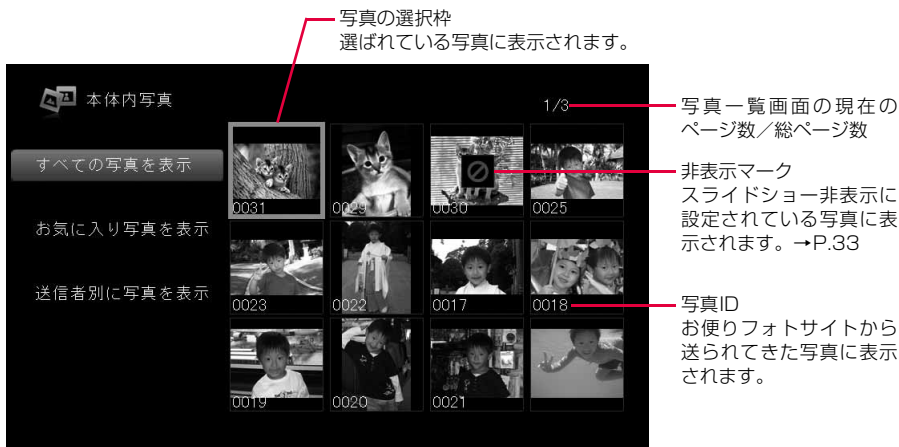 写真の選択枠
選ばれている写真に表示されます。
本体内写真
1/3
すべての写真を表示
お気に入り写真を表示
送信者別に写真を表示
0031
0029
0030
0025
0023
0022
0017
0018
0019
0020
0021
写真一覧画面の現在の
ページ数／総ページ数
非表示マーク
スライドショー非表示に
設定されている写真に表
示されます。→P.33
写真ID
お便りフォトサイトから
送られてきた写真に表示
されます。